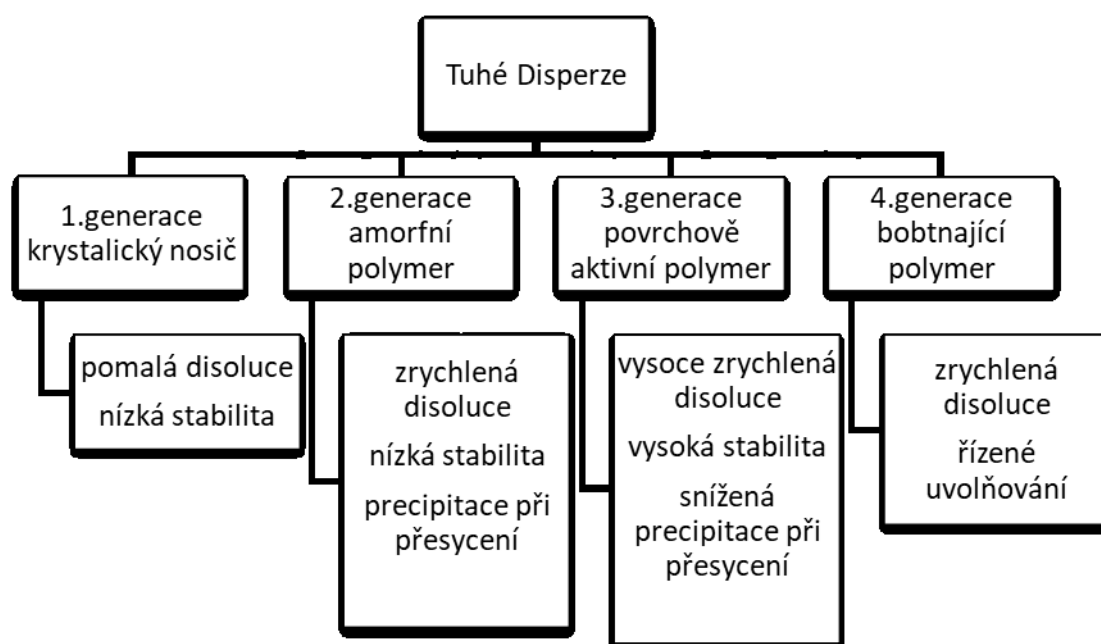 Tuhé Disperze
1.generace
krystalický nosič
pomalá disoluce
nízká stabilita
2.generace
amorfní
polymer
zrychlená
disoluce
nízká stabilita
precipitace při
přesycení
3.generace
povrchově
aktivní polymer
vysoce zrychlená
disoluce
vysoká stabilita
snížená
precipitace při
přesycení
4.generace
bobtnající
polymer
zrychlená
disoluce
řízené
uvolňování